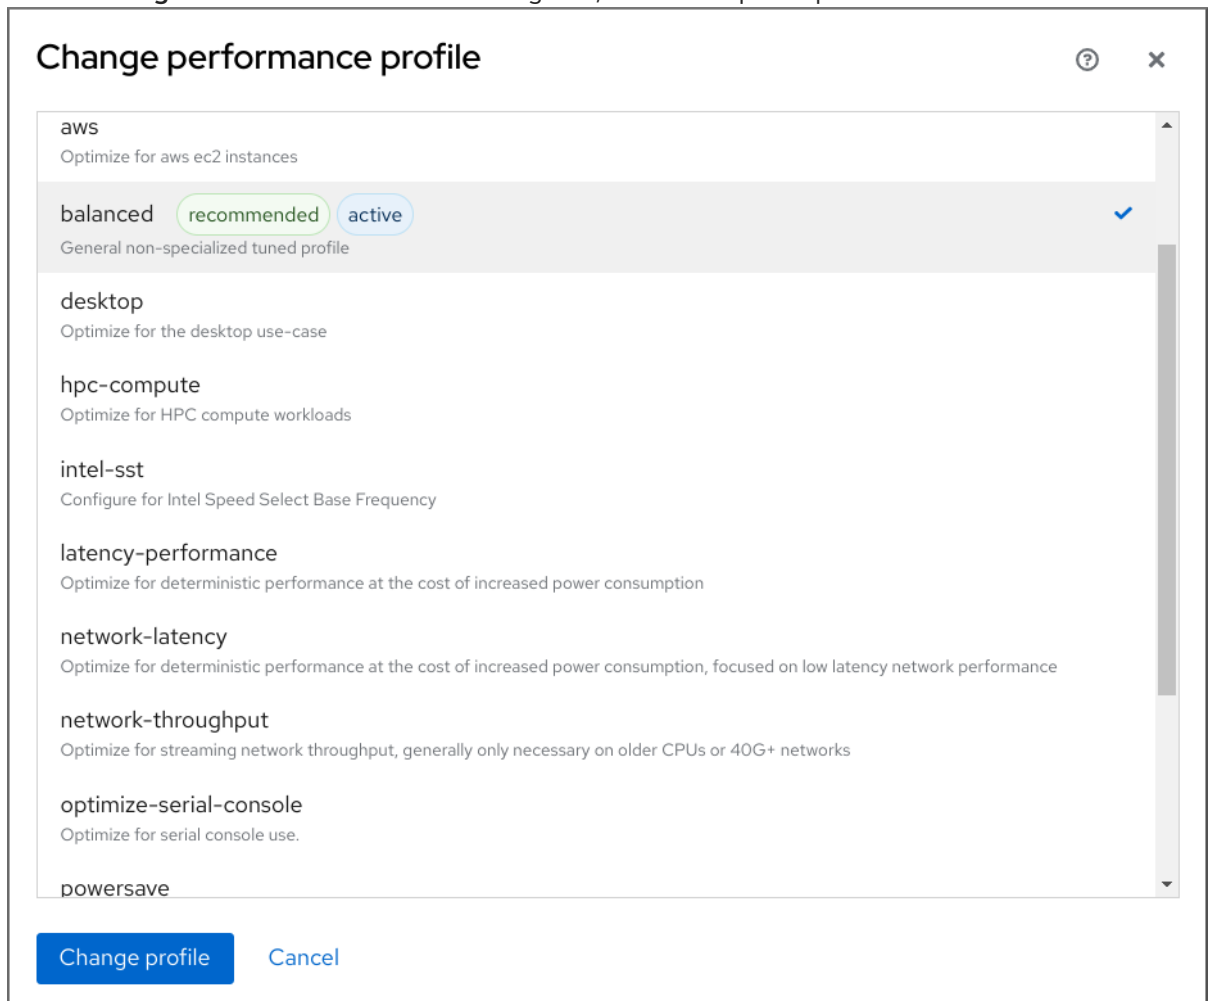 Change performance profile
aws
Optimize for aws ec2 instances
balanced recommended active
General non-specialized tuned profile
desktop
Optimize for the desktop use-case
hpc-compute
Optimize for HPC compute workloads
intel-sst
Configure for Intel Speed Select Base Frequency
latency-performance
Optimize for deterministic performance at the cost of increased power consumption
network-latency
Optimize for deterministic performance at the cost of increased power consumption, focused on low latency network performance
network-throughput
Optimize for streaming network throughput, generally only necessary on older CPUs or 40G+ networks
optimize-serial-console
Optimize for serial console use.
powersave
Change profile Cancel